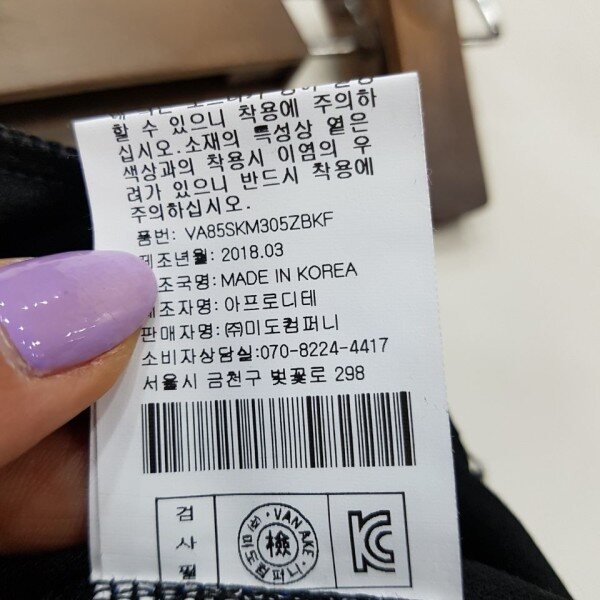 할 수 있으니 착용에 주의하
십시오.소재의 특성상 옅은
색상과의 착용시 이염의 우
려가 있으니 반드시 착용에
주의하십시오.
품번: VA85SKM305ZBKF
제조년월: 2018.03
조국명: MADE IN KOREA
제조자명: 아프로디테
판매자명: ㈜미도컴퍼니
소비자상담실:070-8224-4417
서울시 금천구 벚꽃로 298
검
사
필
VAN AKE
檢
㈜미도컴퍼니
KC